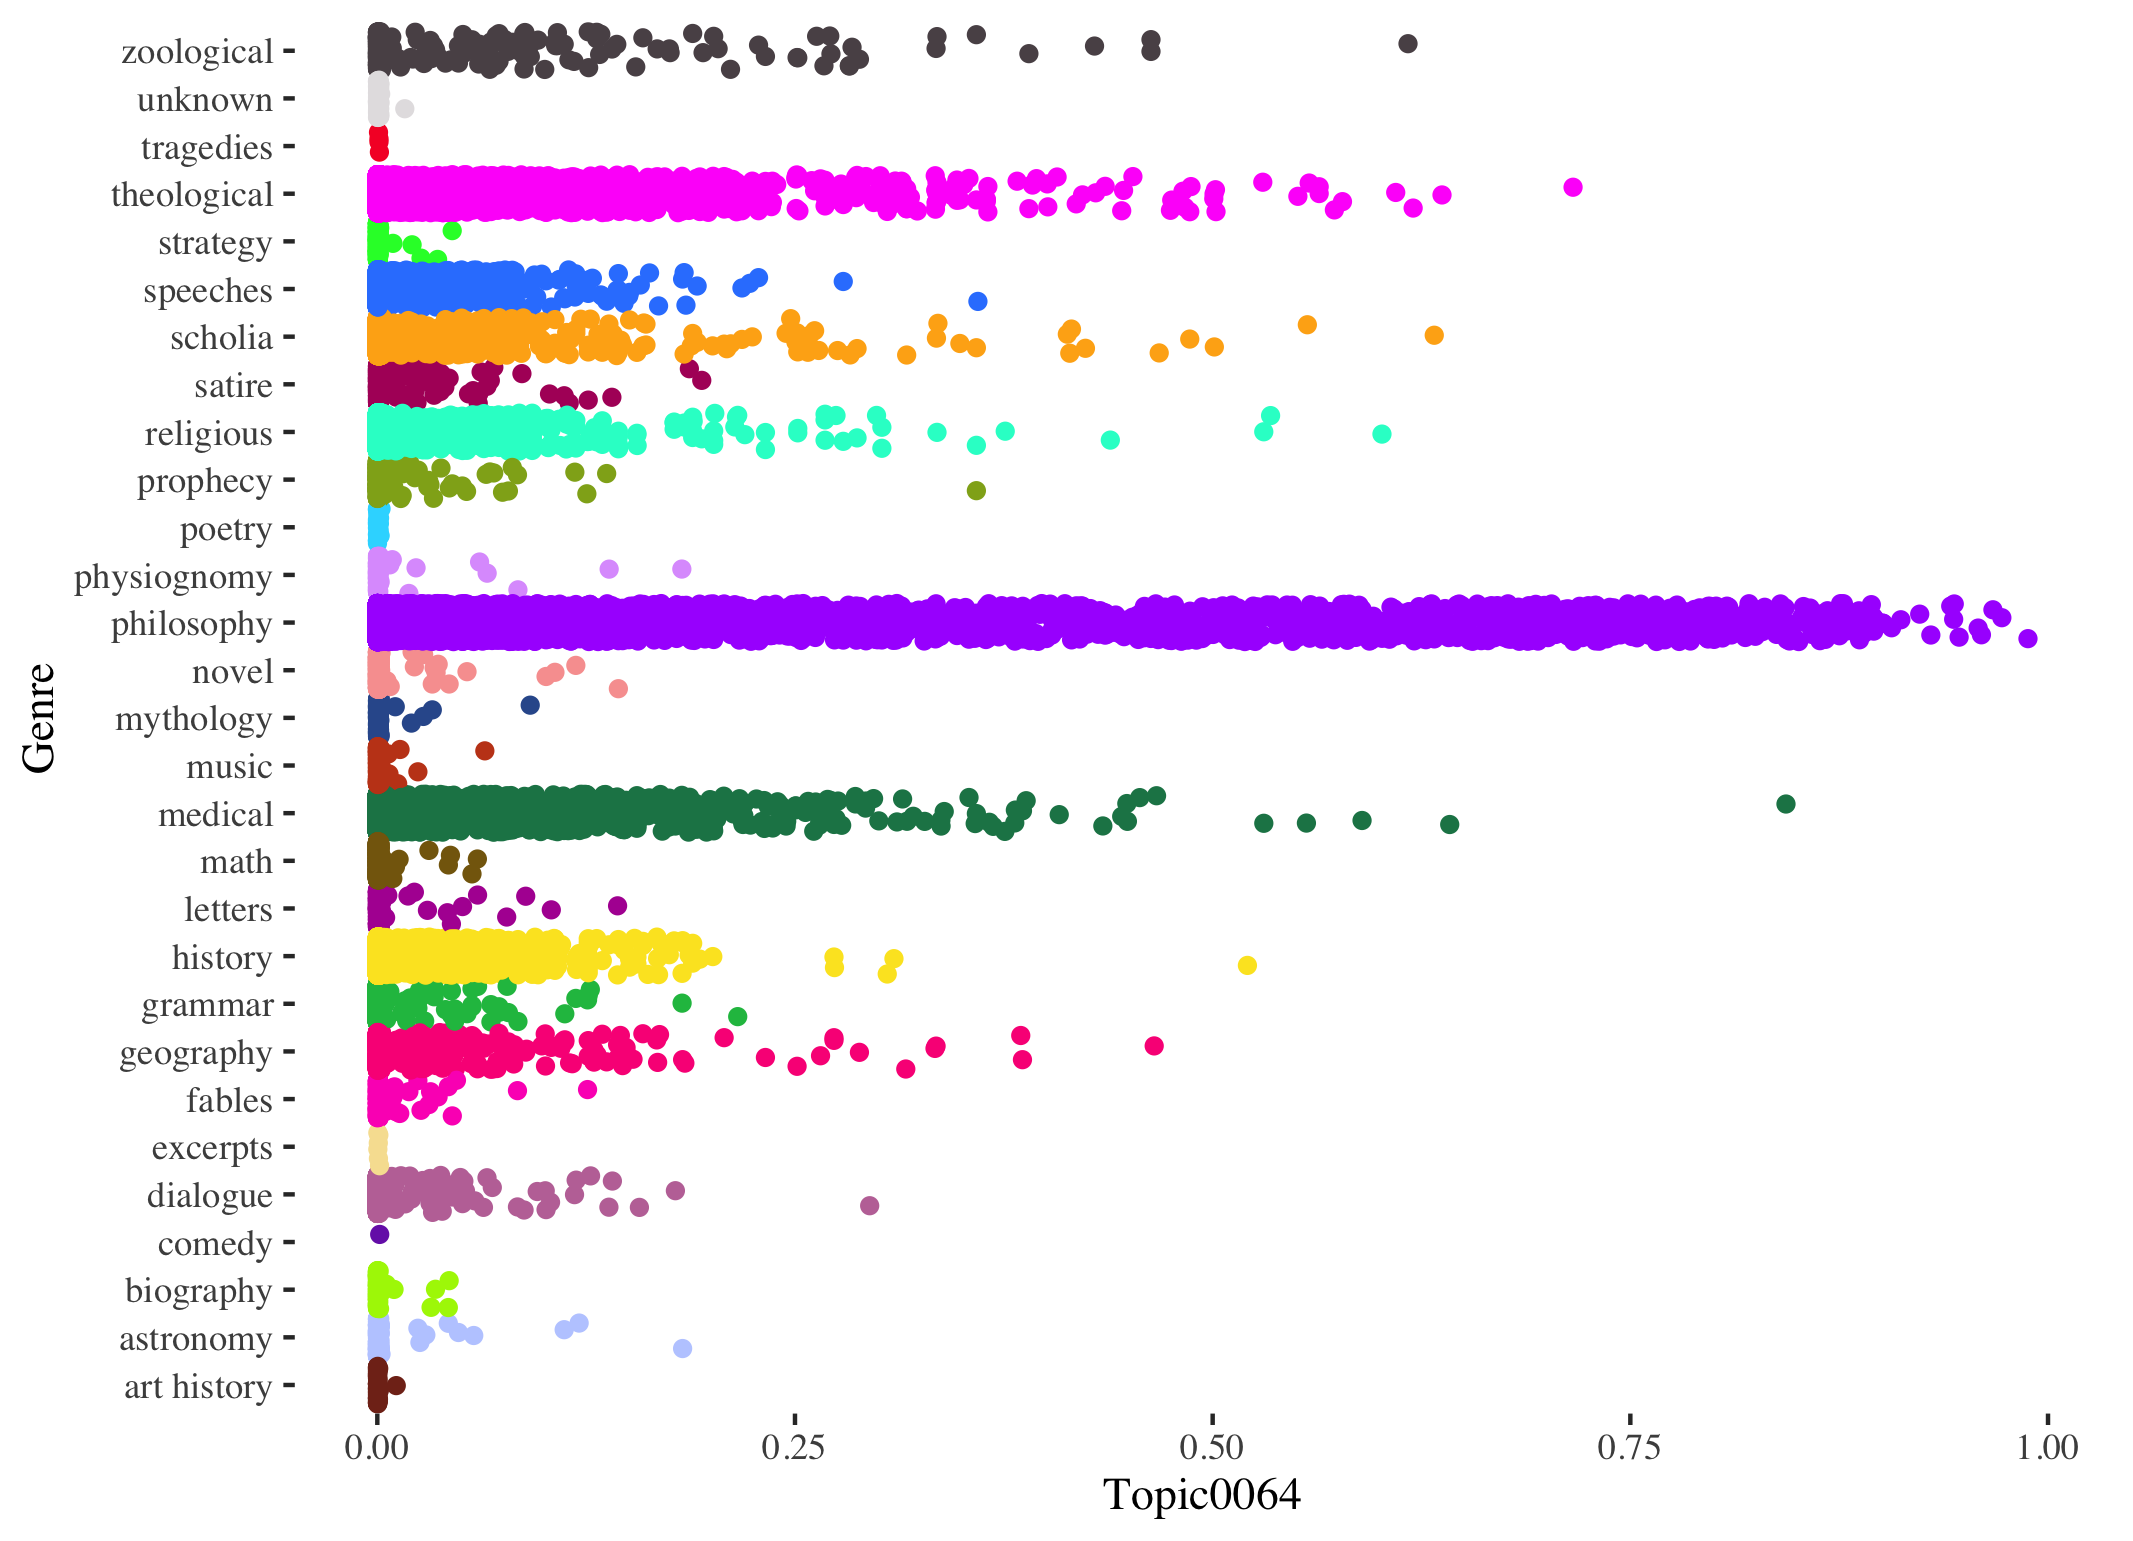 Genre
zoological
unknown
tragedies
theological
strategy
speeches
scholia
satire
religious
prophecy
poetry
physiognomy
philosophy
novel
mythology
music
medical
math
letters
history
grammar
geography
fables
excerpts
dialogue
comedy
biography
astronomy
art history
0.00 0.25 0.50 0.75 1.00
Topic0064